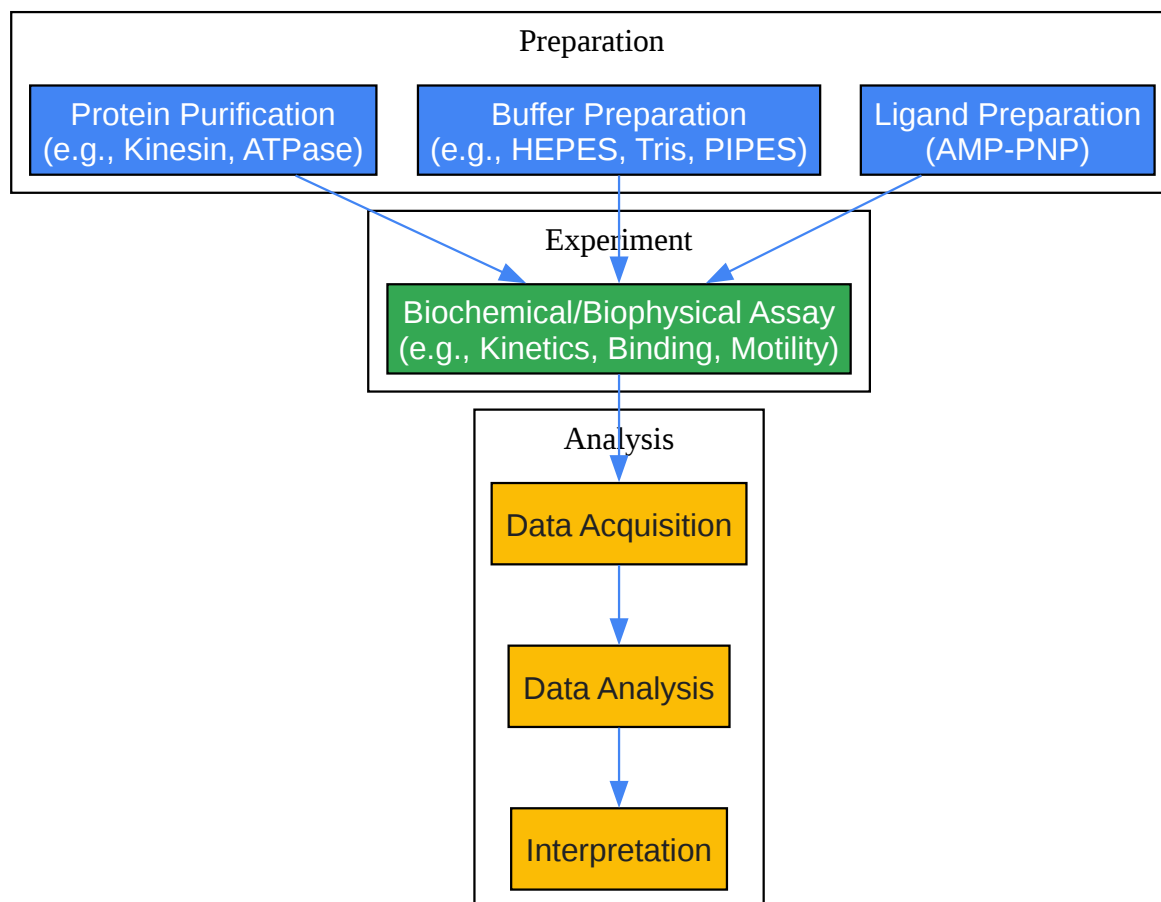 Preparation
Protein Purification
(e.g., Kinesin, ATPase)
Buffer Preparation
(e.g., HEPES, Tris, PIPES)
Ligand Preparation
(AMP-PNP)
Experiment
Biochemical/Biophysical Assay
(e.g., Kinetics, Binding, Motility)
Analysis
Data Acquisition
Data Analysis
Interpretation